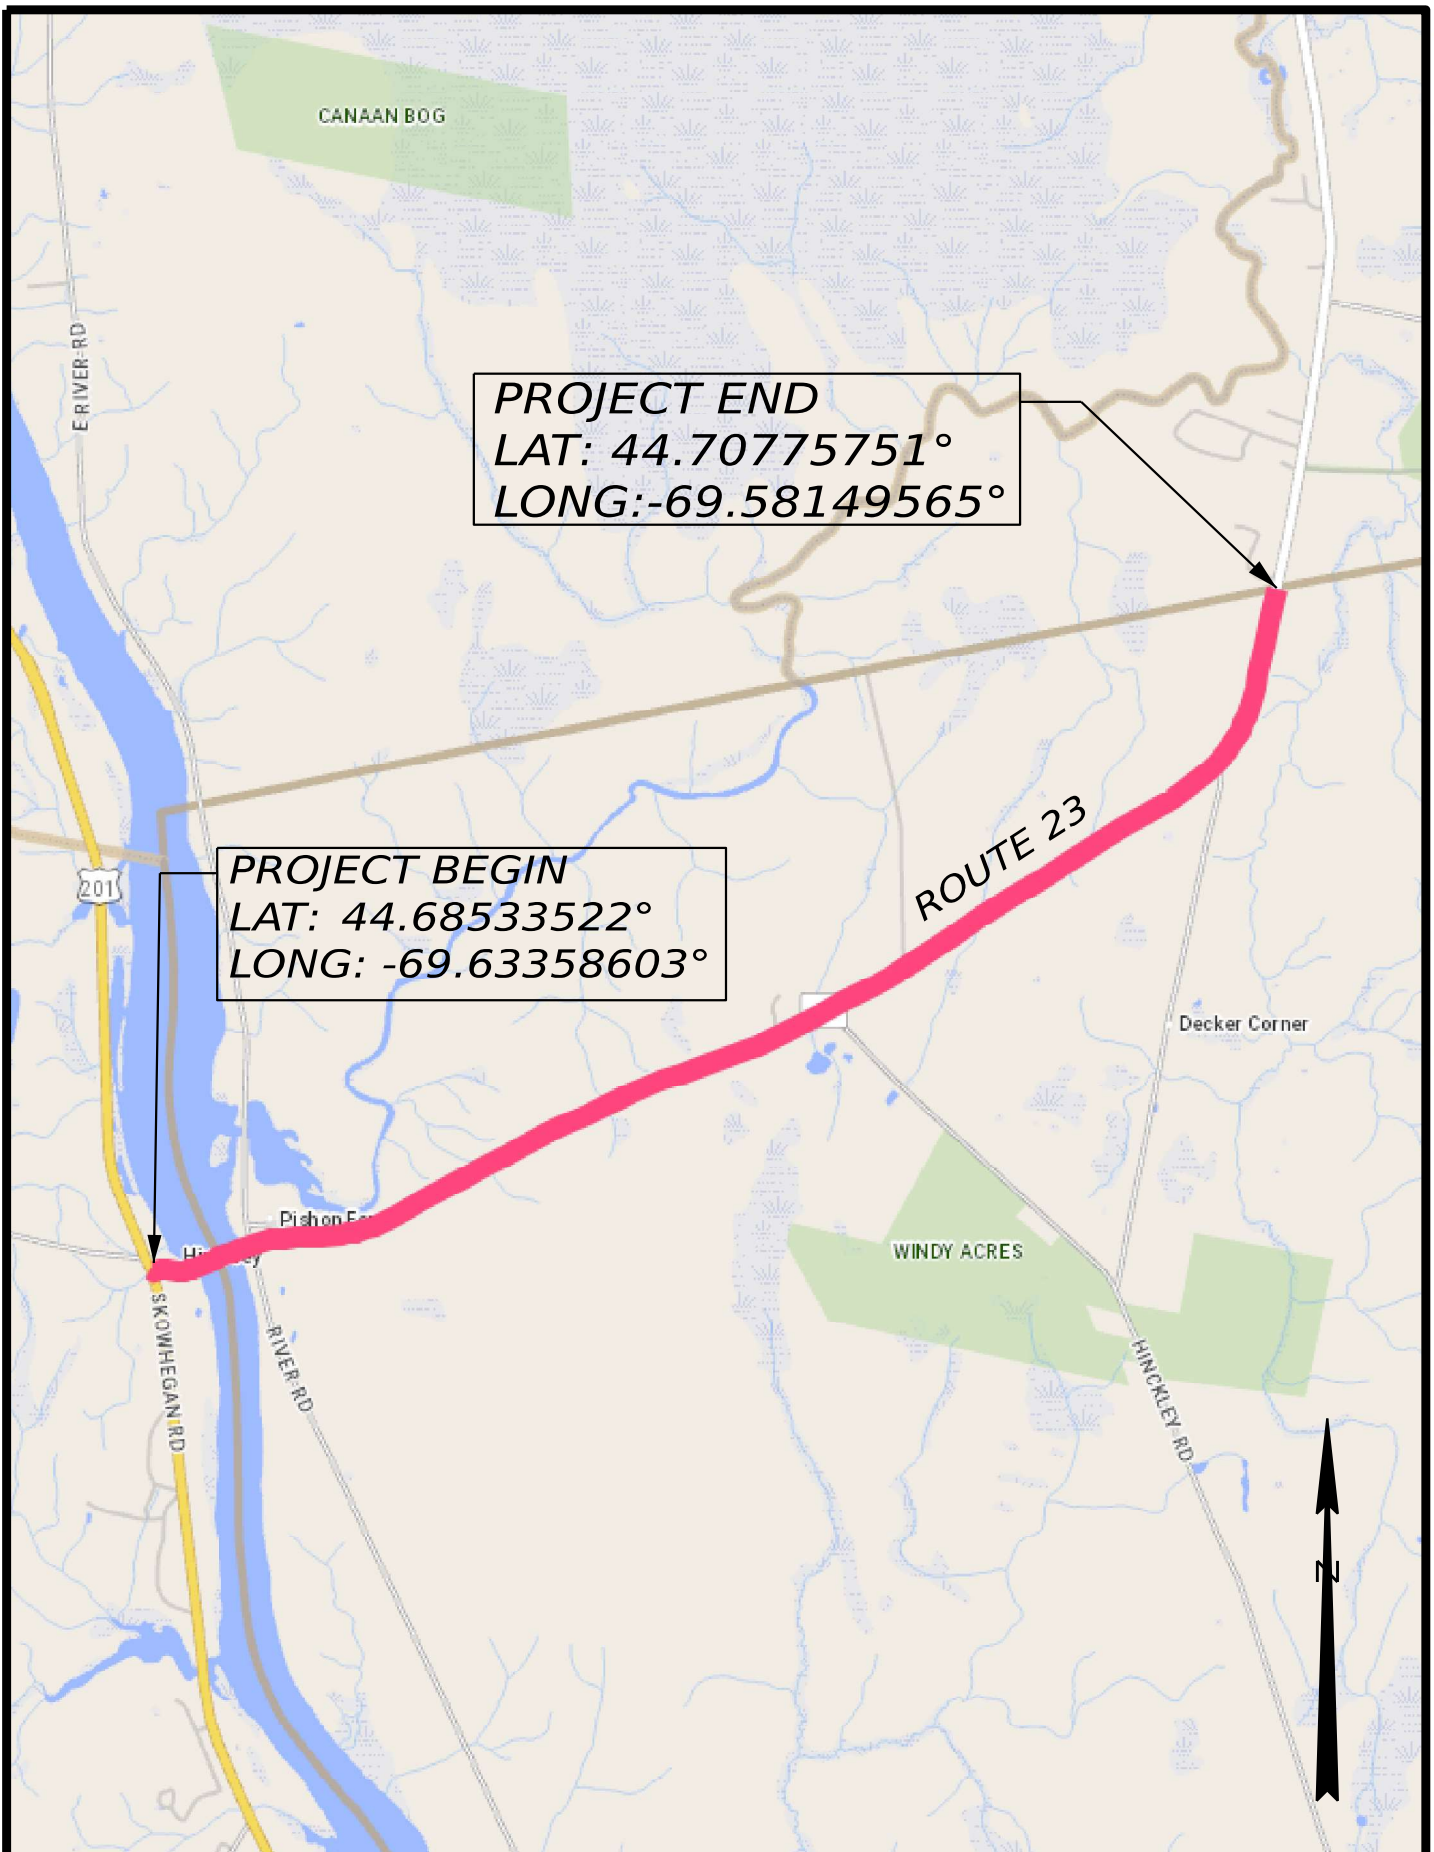 CANAAN BOG
E RIVER RD
PROJECT END
LAT: 44.70775751°
LONG:-69.58149565°
ROUTE 23
201
PROJECT BEGIN
LAT: 44.68533522°
LONG: -69.63358603°
Decker Corner
Pishon
WINDY ACRES
SKOWHEGAN RD
RIVER RD
HINCKLEY RD
N